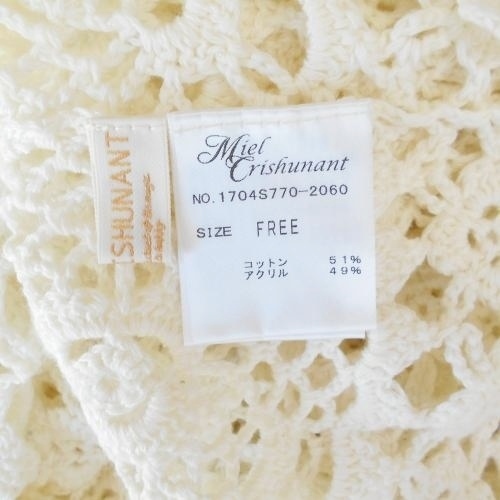 Miel
Crishunant
NO.1704S770-2060
SIZE FREE
コットン 51%
アクリル 49%
SHUNANT